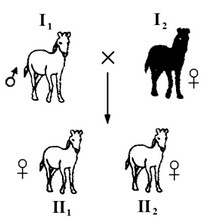 I₁ I₂
♂ × ♀
♀ ♀
II₁ II₂